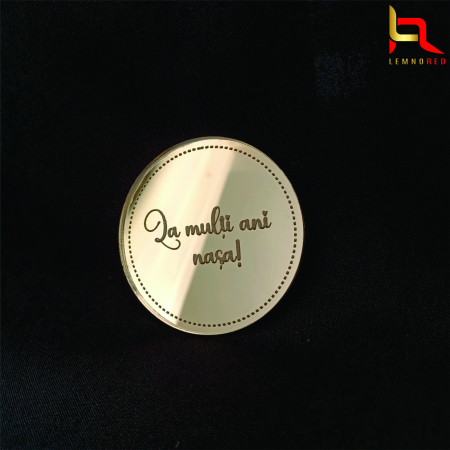 LEMNORED
La mulți ani
nașa!